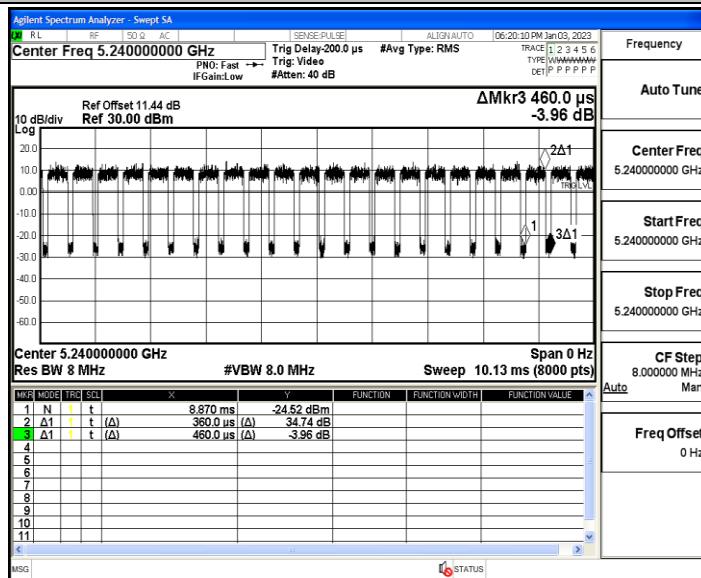 Agilent Spectrum Analyzer - Swept SA
RL RF 50 Ω AC SENSE:PULSE ALIGN AUTO 06:20:10 PM Jan 03, 2023
Center Freq 5.240000000 GHz
PNO: Fast
IFGain:Low
Trig Delay-200.0 µs
Trig: Video
#Atten: 40 dB
#Avg Type: RMS
TRACE 1 2 3 4 5 6
TYPE
DET P P P P P P
Ref Offset 11.44 dB
10 dB/div Ref 30.00 dBm
Log
ΔMkr3 460.0 µs
-3.96 dB
20.0
10.0
0.00
-10.0
-20.0
-30.0
-40.0
-50.0
-60.0
2Δ1
TRIG LVL
1
3Δ1
Center 5.240000000 GHz Span 0 Hz
Res BW 8 MHz #VBW 8.0 MHz Sweep 10.13 ms (8000 pts)
MKR MODE TRC SCL X Y FUNCTION FUNCTION WIDTH FUNCTION VALUE
1 N 1 t 8.870 ms -24.52 dBm
2 Δ1 1 t (Δ) 360.0 µs (Δ) 34.74 dB
3 Δ1 1 t (Δ) 460.0 µs (Δ) -3.96 dB
4
5
6
7
8
9
10
11
MSG STATUS
Frequency
Auto Tune
Center Freq
5.240000000 GHz
Start Freq
5.240000000 GHz
Stop Freq
5.240000000 GHz
CF Step
8.000000 MHz
Auto Man
Freq Offset
0 Hz